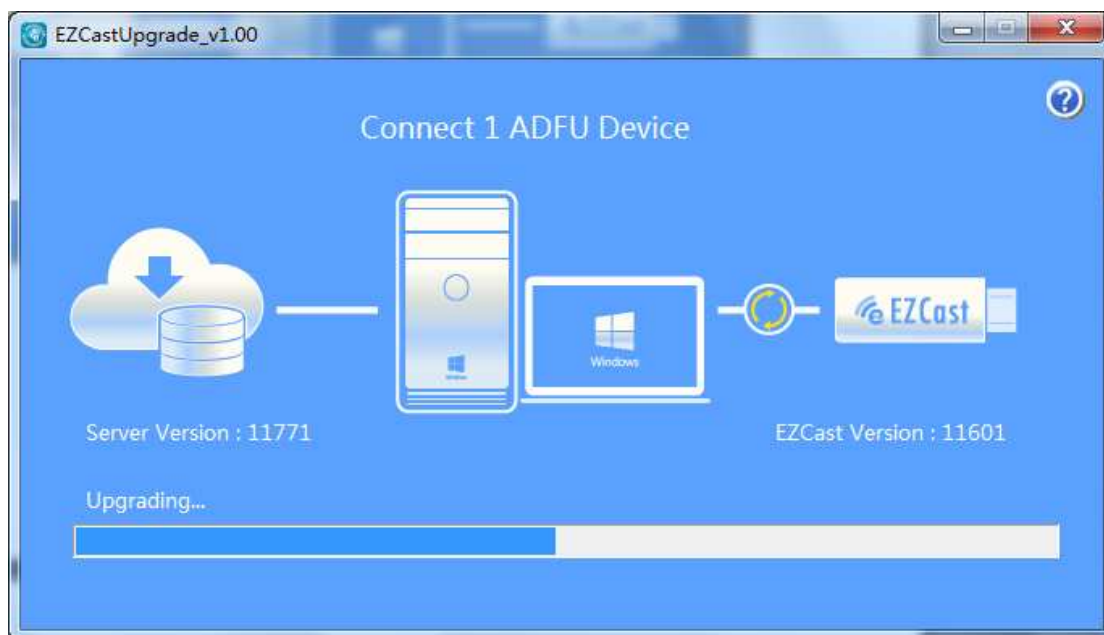 EZCastUpgrade_v1.00
Connect 1 ADFU Device
EZCast
Windows
Server Version : 11771
EZCast Version : 11601
Upgrading...